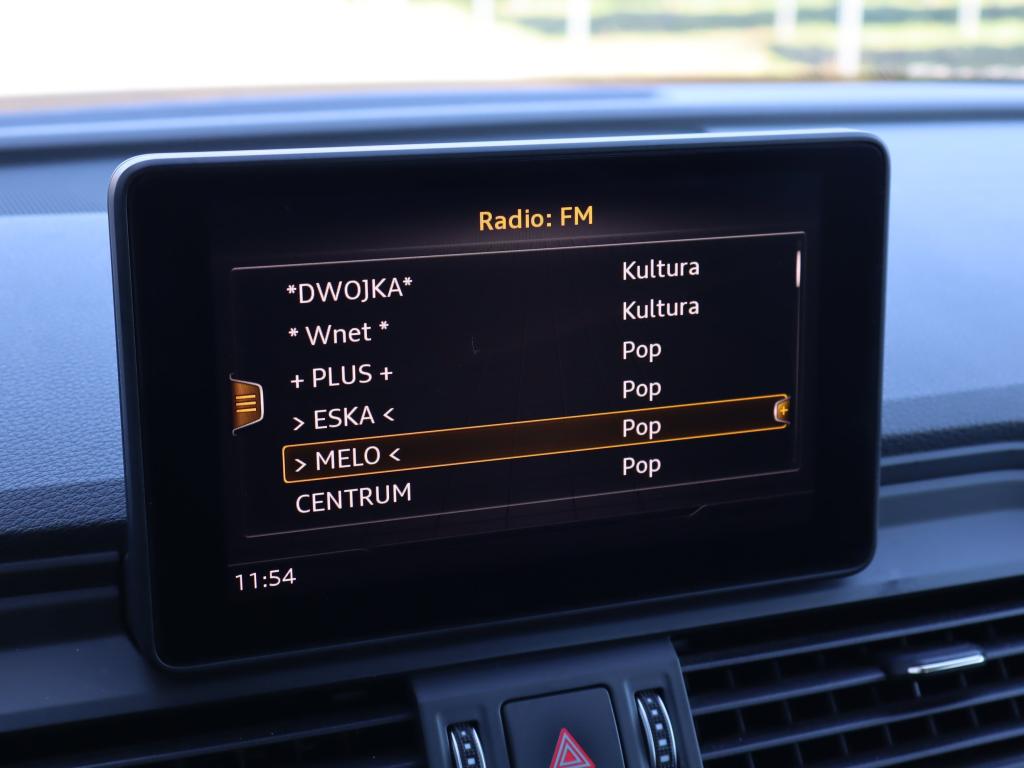 Radio: FM
*DWOJKA* Kultura
* Wnet * Kultura
+ PLUS + Pop
> ESKA < Pop
> MELO < Pop
CENTRUM Pop
11:54